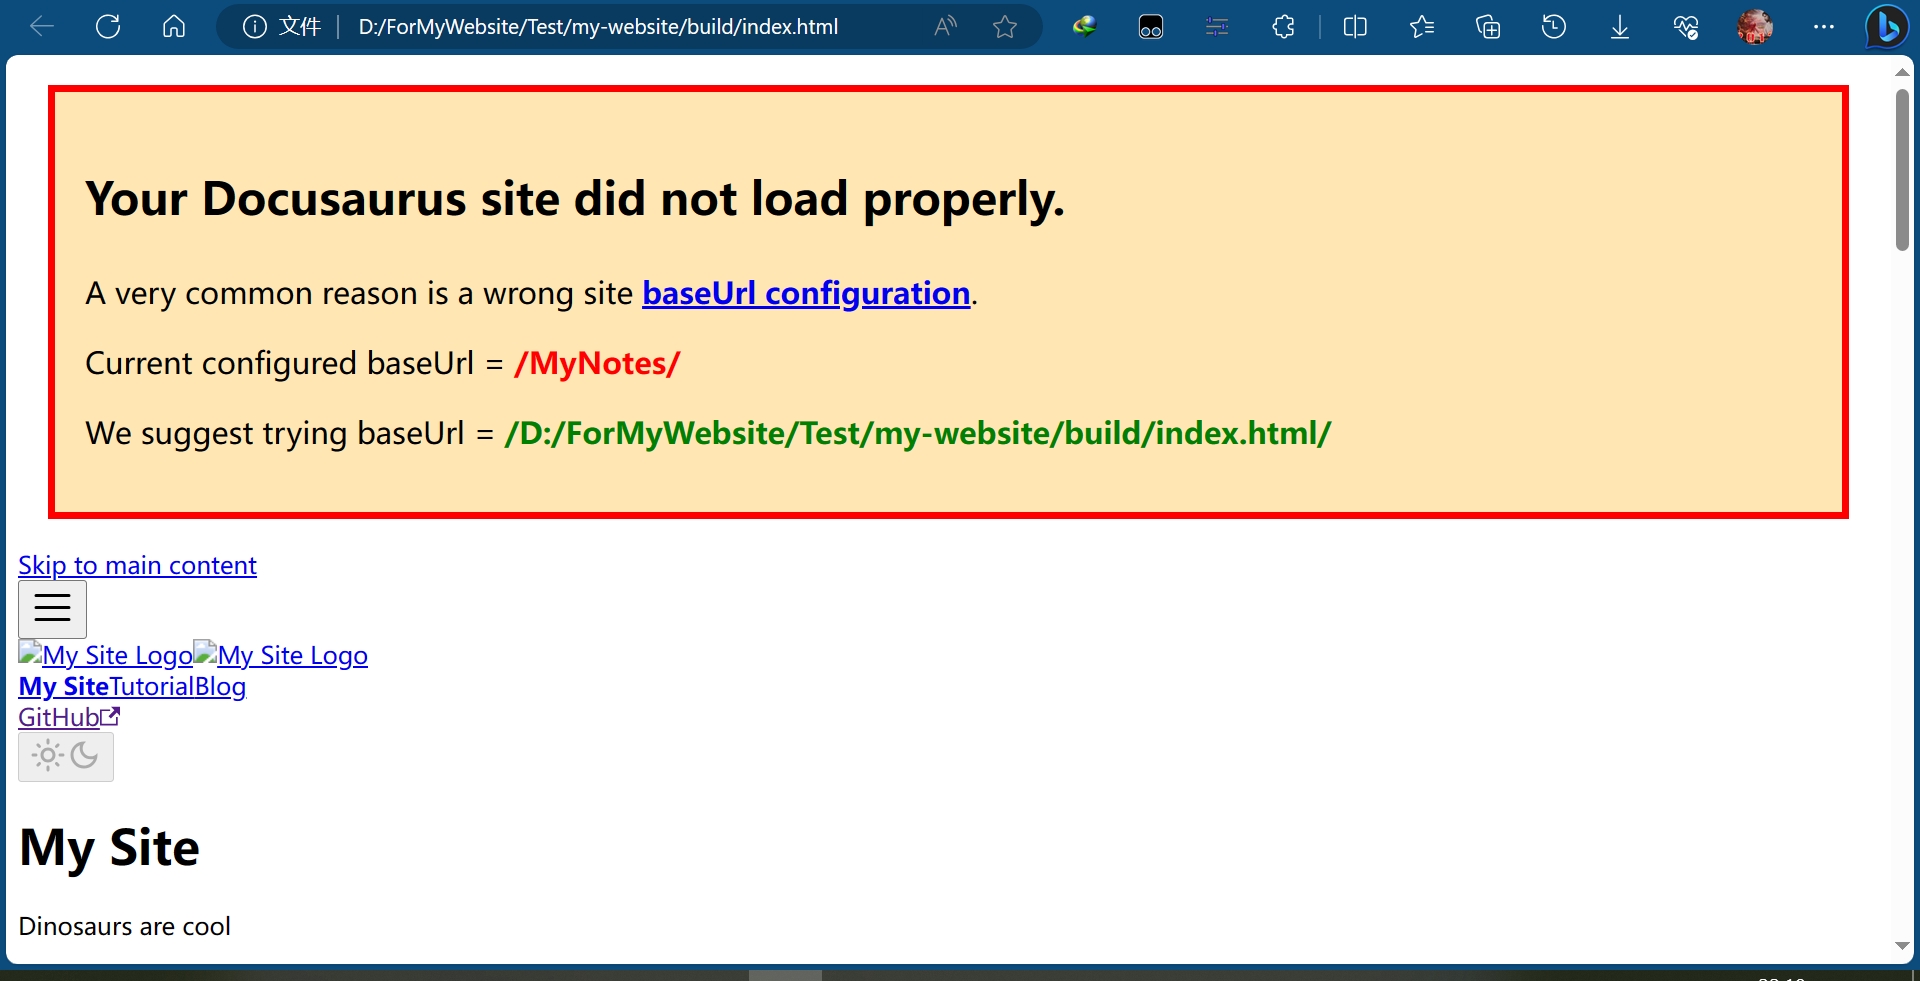 文件 D:/ForMyWebsite/Test/my-website/build/index.html
Your Docusaurus site did not load properly.
A very common reason is a wrong site baseUrl configuration.
Current configured baseUrl = /MyNotes/
We suggest trying baseUrl = /D:/ForMyWebsite/Test/my-website/build/index.html/
Skip to main content
My Site LogoMy Site Logo
My SiteTutorialBlog
GitHub
My Site
Dinosaurs are cool